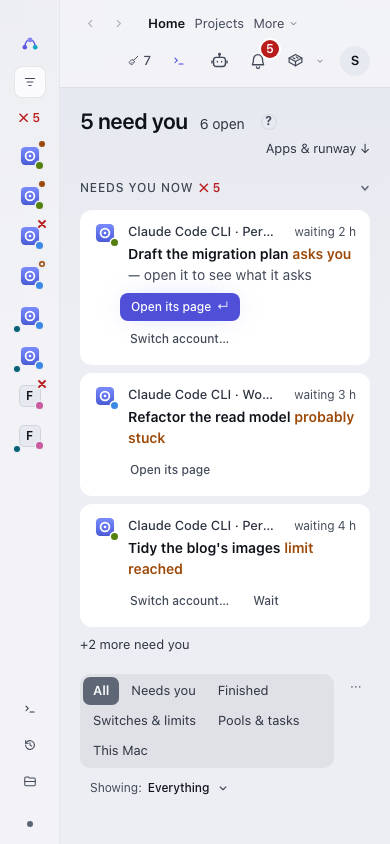 Home Projects More
7
5
S
5
5 need you 6 open ?
Apps & runway ↓
NEEDS YOU NOW 5
Claude Code CLI · Per... waiting 2 h
Draft the migration plan asks you
— open it to see what it asks
Open its page ↵
Switch account...
Claude Code CLI · Wo... waiting 3 h
Refactor the read model probably
stuck
Open its page
Claude Code CLI · Per... waiting 4 h
Tidy the blog's images limit
reached
Switch account... Wait
F
F
+2 more need you
All Needs you Finished
Switches & limits Pools & tasks
This Mac
Showing: Everything